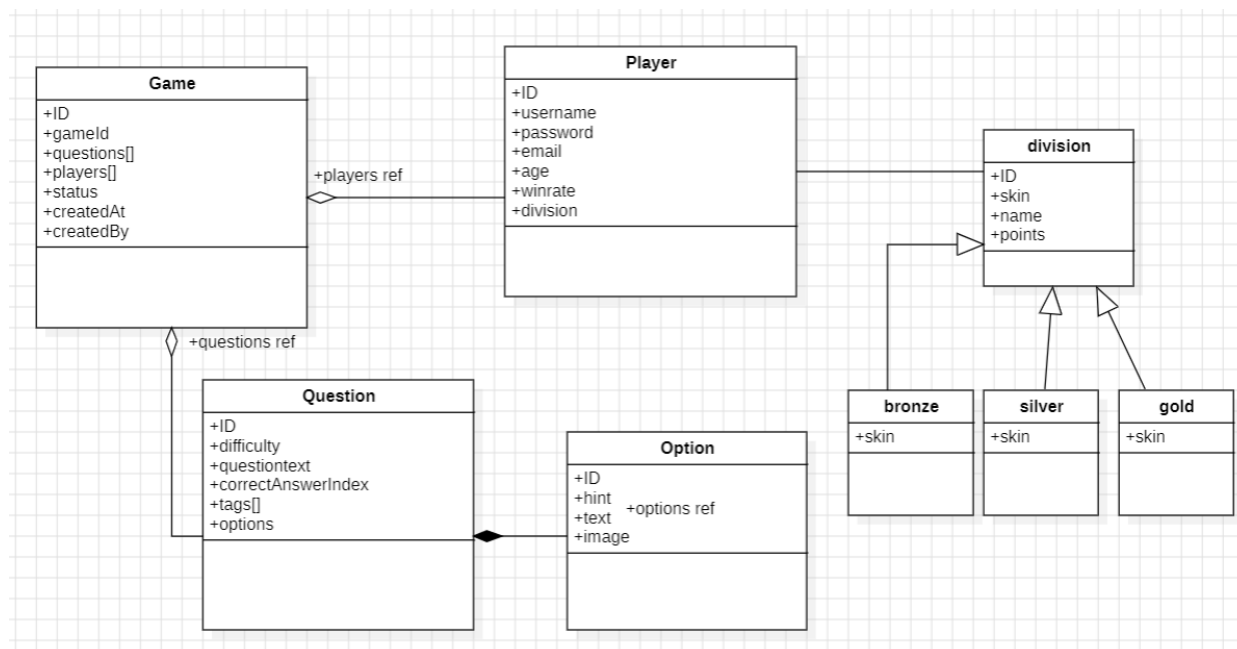 Game
+ID
+gameId
+questions[]
+players[]
+status
+createdAt
+createdBy
+players ref
Player
+ID
+username
+password
+email
+age
+winrate
+division
division
+ID
+skin
+name
+points
+questions ref
Question
+ID
+difficulty
+questiontext
+correctAnswerIndex
+tags[]
+options
Option
+ID
+hint
+text
+image
+options ref
bronze
+skin
silver
+skin
gold
+skin